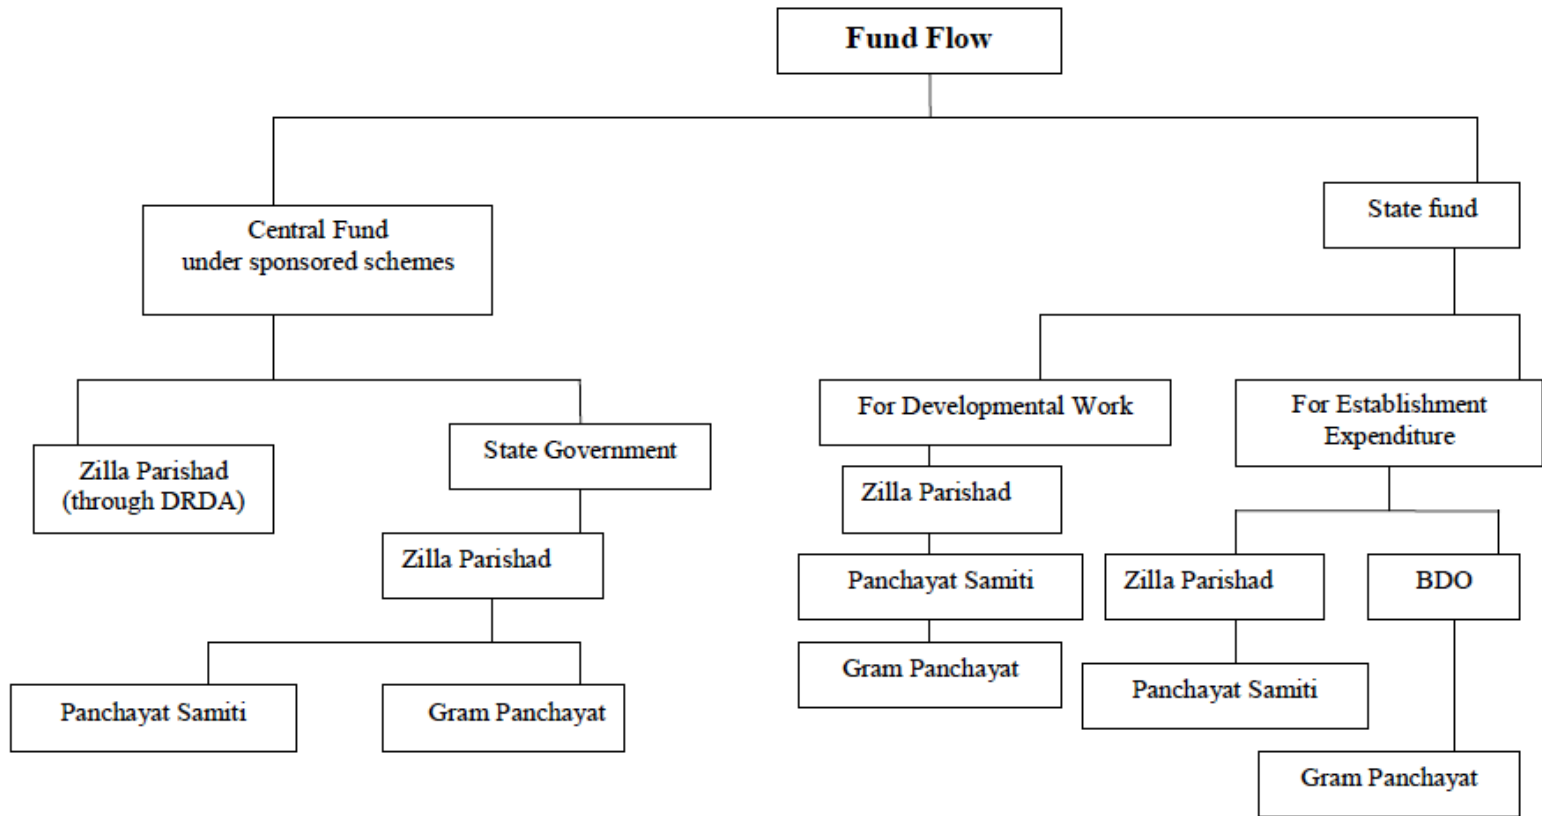 Fund Flow
Central Fund
under sponsored schemes
State fund
Zilla Parishad
(through DRDA)
State Government
Zilla Parishad
Panchayat Samiti
Gram Panchayat
For Developmental Work
Zilla Parishad
Panchayat Samiti
Gram Panchayat
For Establishment
Expenditure
Zilla Parishad
Panchayat Samiti
BDO
Gram Panchayat